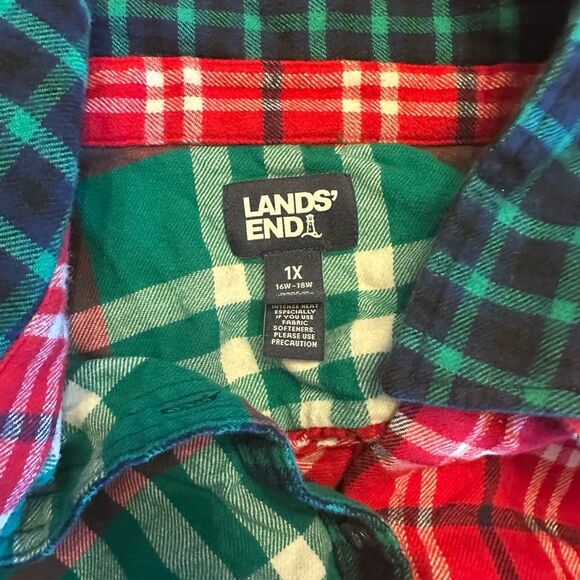 LANDS'
END
1X
16W-18W
INTENSE HEAT
ESPECIALLY
IF YOU USE
FABRIC
SOFTENERS.
PLEASE USE
PRECAUTION